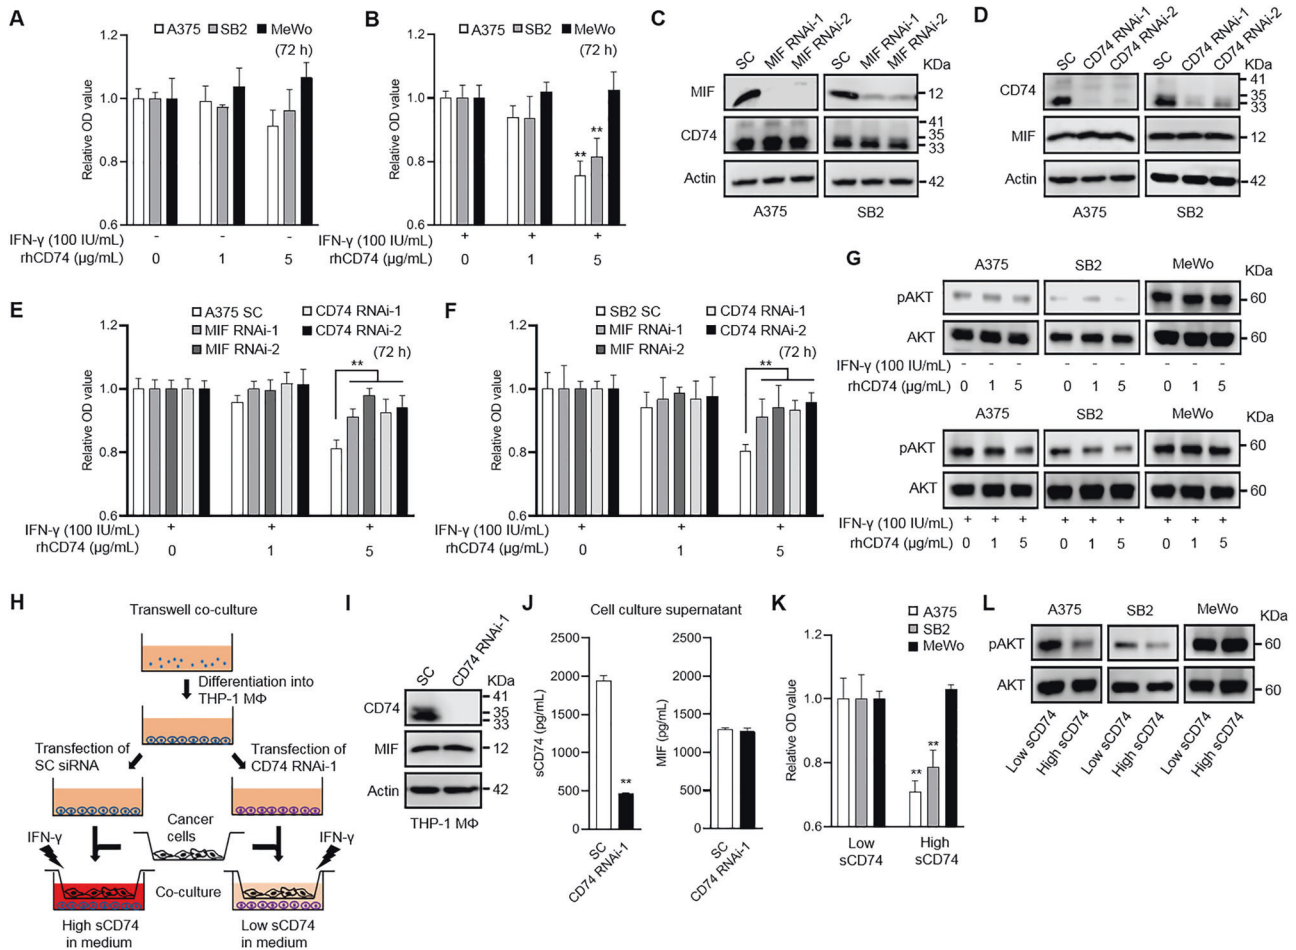 A
A375 SB2 MeWo
(72 h)
1.2
1.0
0.8
0.6
Relative OD value
IFN-γ (100 IU/mL) - - -
rhCD74 (μg/mL) 0 1 5
B
A375 SB2 MeWo
(72 h)
1.2
1.0
0.8
0.6
Relative OD value
** **
IFN-γ (100 IU/mL) + + +
rhCD74 (μg/mL) 0 1 5
C
SC MIF RNAi-1 MIF RNAi-2 SC MIF RNAi-1 MIF RNAi-2
KDa
MIF 12
CD74 41
35
33
Actin 42
A375 SB2
D
SC CD74 RNAi-1 CD74 RNAi-2 SC CD74 RNAi-1 CD74 RNAi-2
KDa
CD74 41
35
33
MIF 12
Actin 42
A375 SB2
E
A375 SC CD74 RNAi-1
MIF RNAi-1 CD74 RNAi-2
MIF RNAi-2 (72 h)
1.2
1.0
0.8
0.6
Relative OD value
**
IFN-γ (100 IU/mL) + + +
rhCD74 (μg/mL) 0 1 5
F
SB2 SC CD74 RNAi-1
MIF RNAi-1 CD74 RNAi-2
MIF RNAi-2 (72 h)
1.2
1.0
0.8
0.6
Relative OD value
**
IFN-γ (100 IU/mL) + + +
rhCD74 (μg/mL) 0 1 5
G
A375 SB2 MeWo KDa
pAKT 60
AKT 60
IFN-γ (100 IU/mL) - - - - - - - - -
rhCD74 (μg/mL) 0 1 5 0 1 5 0 1 5
A375 SB2 MeWo KDa
pAKT 60
AKT 60
IFN-γ (100 IU/mL) + + + + + + + + +
rhCD74 (μg/mL) 0 1 5 0 1 5 0 1 5
H
Transwell co-culture
Differentiation into
THP-1 MΦ
Transfection of
SC siRNA
Transfection of
CD74 RNAi-1
Cancer
cells
IFN-γ IFN-γ
Co-culture
High sCD74
in medium
Low sCD74
in medium
I
SC CD74 RNAi-1
KDa
CD74 41
35
33
MIF 12
Actin 42
THP-1 MΦ
J
Cell culture supernatant
2500
2000
1500
1000
500
0
sCD74 (pg/mL)
**
SC CD74 RNAi-1
2500
2000
1500
1000
500
0
MIF (pg/mL)
SC CD74 RNAi-1
K
A375
SB2
MeWo
1.2
1.0
0.8
0.6
Relative OD value
** **
Low
sCD74
High
sCD74
L
A375 SB2 MeWo KDa
pAKT 60
AKT 60
Low sCD74 High sCD74 Low sCD74 High sCD74 Low sCD74 High sCD74